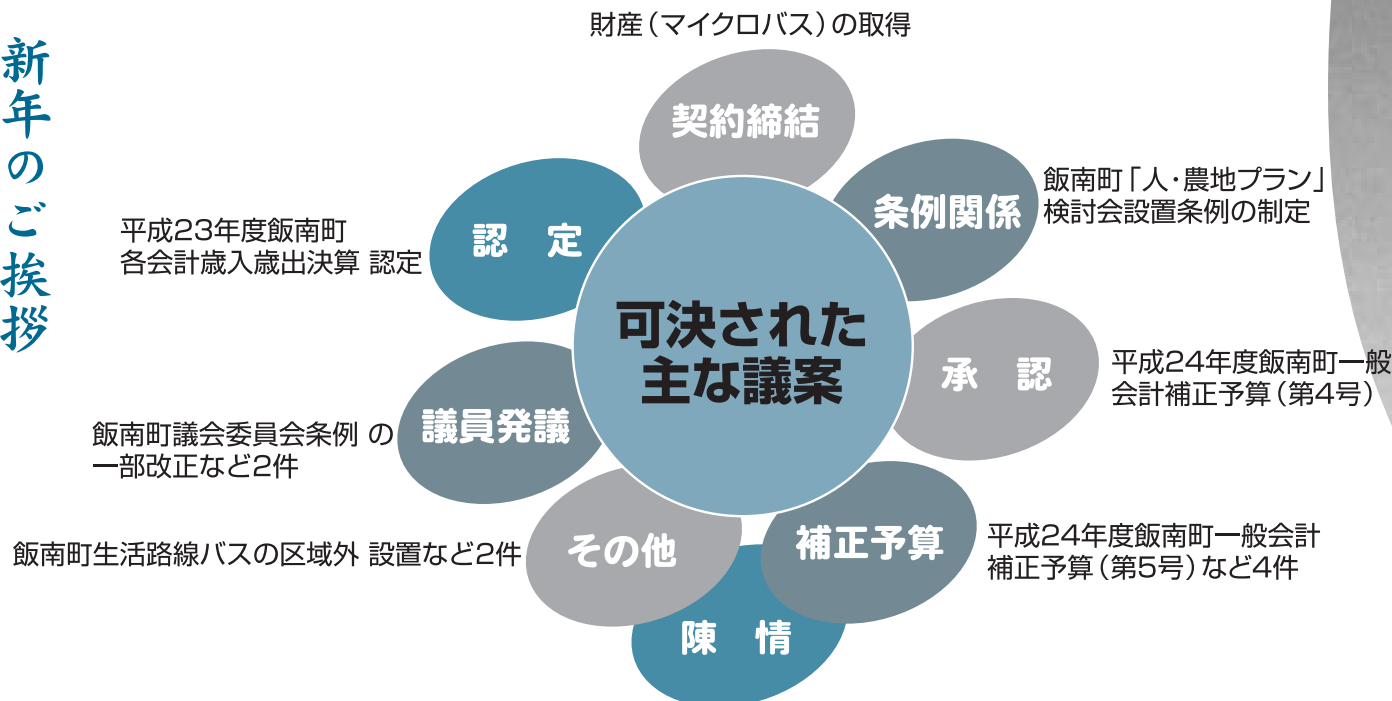 新年のご挨拶
財産(マイクロバス)の取得
契約締結
条例関係
飯南町「人・農地プラン」
検討会設置条例の制定
認 定
平成23年度飯南町
各会計歳入歳出決算 認定
可決された
主な議案
承 認
平成24年度飯南町一般
会計補正予算(第4号)
議員発議
飯南町議会委員会条例 の
一部改正など2件
補正予算
平成24年度飯南町一般会計
補正予算(第5号)など4件
その他
飯南町生活路線バスの区域外 設置など2件
陳 情